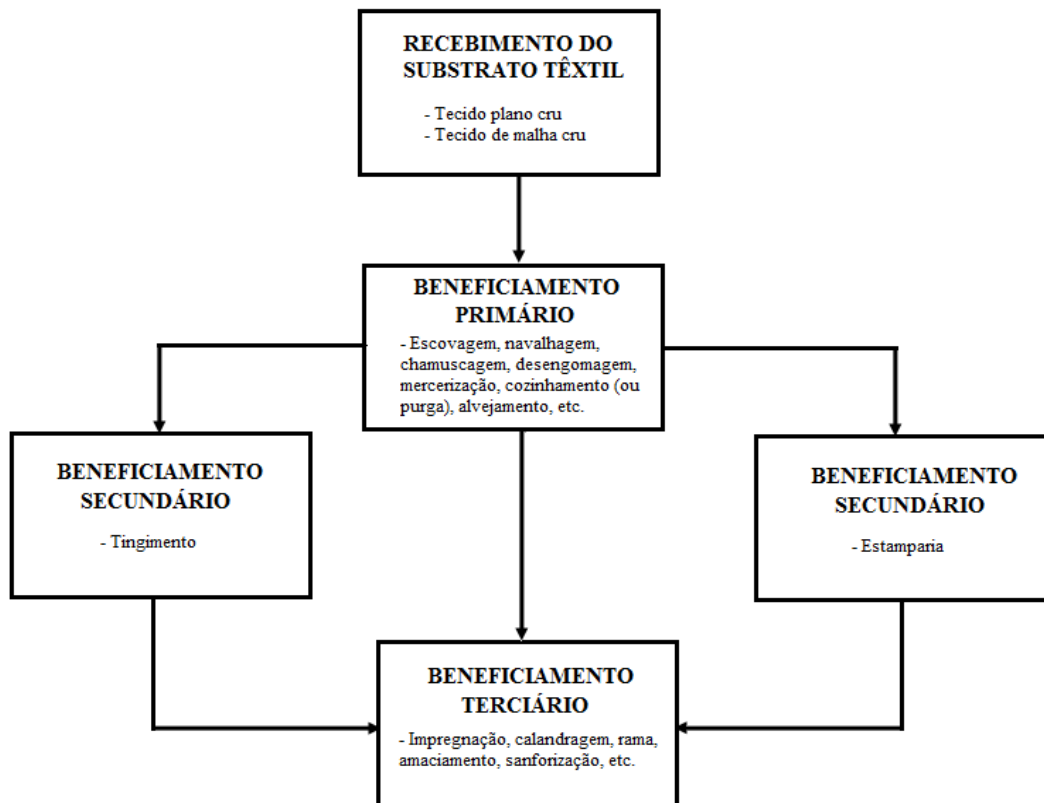 RECEBIMENTO DO
SUBSTRATO TÊXTIL
- Tecido plano cru
- Tecido de malha cru
BENEFICIAMENTO
PRIMÁRIO
- Escovagem, navalhagem,
chamuscagem, desengomagem,
mercerização, cozinhamento (ou
purga), alvejamento, etc.
BENEFICIAMENTO
SECUNDÁRIO
- Tingimento
BENEFICIAMENTO
SECUNDÁRIO
- Estamparia
BENEFICIAMENTO
TERCIÁRIO
- Impregnação, calandragem, rama,
amaciamento, sanforização, etc.